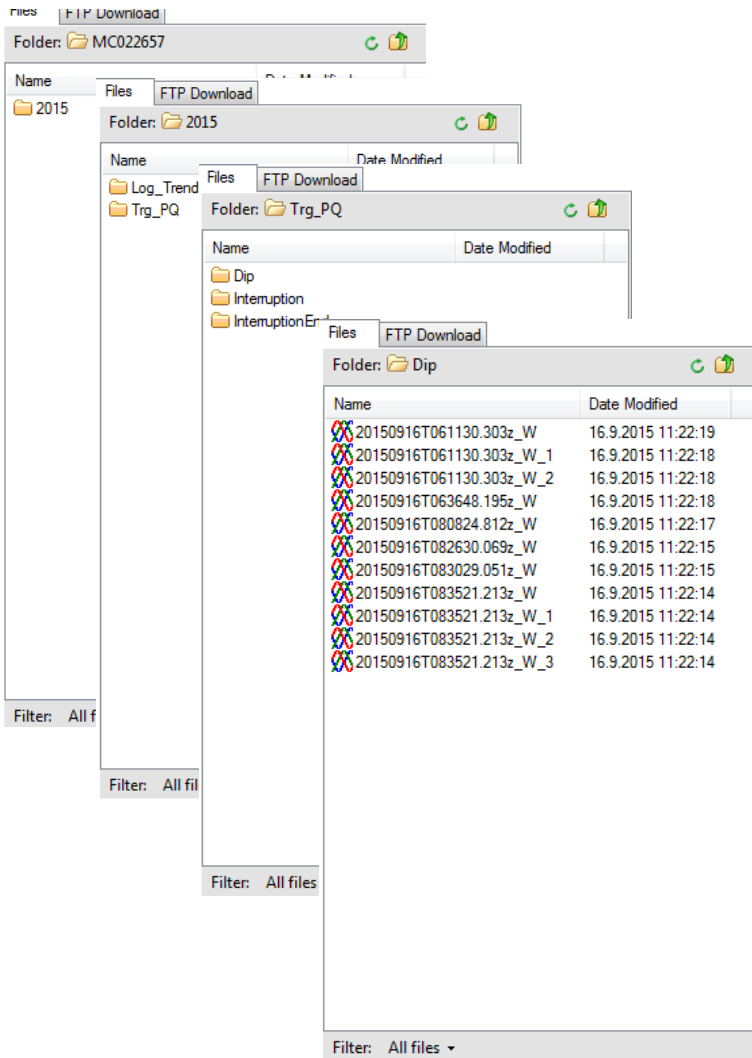 Files FTP Download
Folder: MC022657
Name
2015
Filter: All f
Files FTP Download
Folder: 2015
Name Date Modified
Log_Trend
Trg_PQ
Filter: All fil
Files FTP Download
Folder: Trg_PQ
Name Date Modified
Dip
Interruption
InterruptionEnd
Filter: All files
Files FTP Download
Folder: Dip
Name Date Modified
20150916T061130.303z_W 16.9.2015 11:22:19
20150916T061130.303z_W_1 16.9.2015 11:22:18
20150916T061130.303z_W_2 16.9.2015 11:22:18
20150916T063648.195z_W 16.9.2015 11:22:18
20150916T080824.812z_W 16.9.2015 11:22:17
20150916T082630.069z_W 16.9.2015 11:22:15
20150916T083029.051z_W 16.9.2015 11:22:15
20150916T083521.213z_W 16.9.2015 11:22:14
20150916T083521.213z_W_1 16.9.2015 11:22:14
20150916T083521.213z_W_2 16.9.2015 11:22:14
20150916T083521.213z_W_3 16.9.2015 11:22:14
Filter: All files